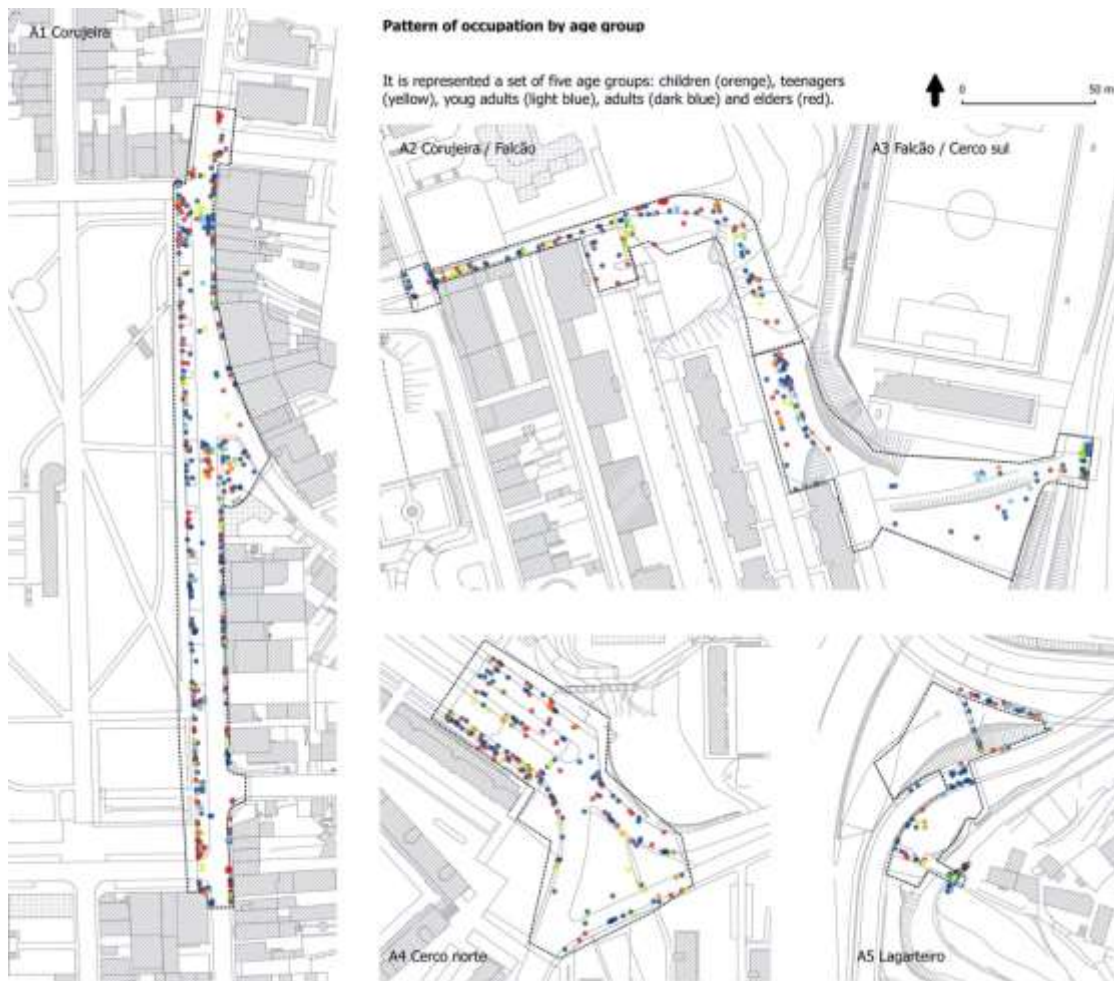 A1 Corujeira
Pattern of occupation by age group
It is represented a set of five age groups: children (orenge), teenagers
(yellow), youg adults (light blue), adults (dark blue) and elders (red).
0 50 m
A2 Corujeira / Falcão
A3 Falcão / Cerco sul
A4 Cerco norte
A5 Lagarteiro